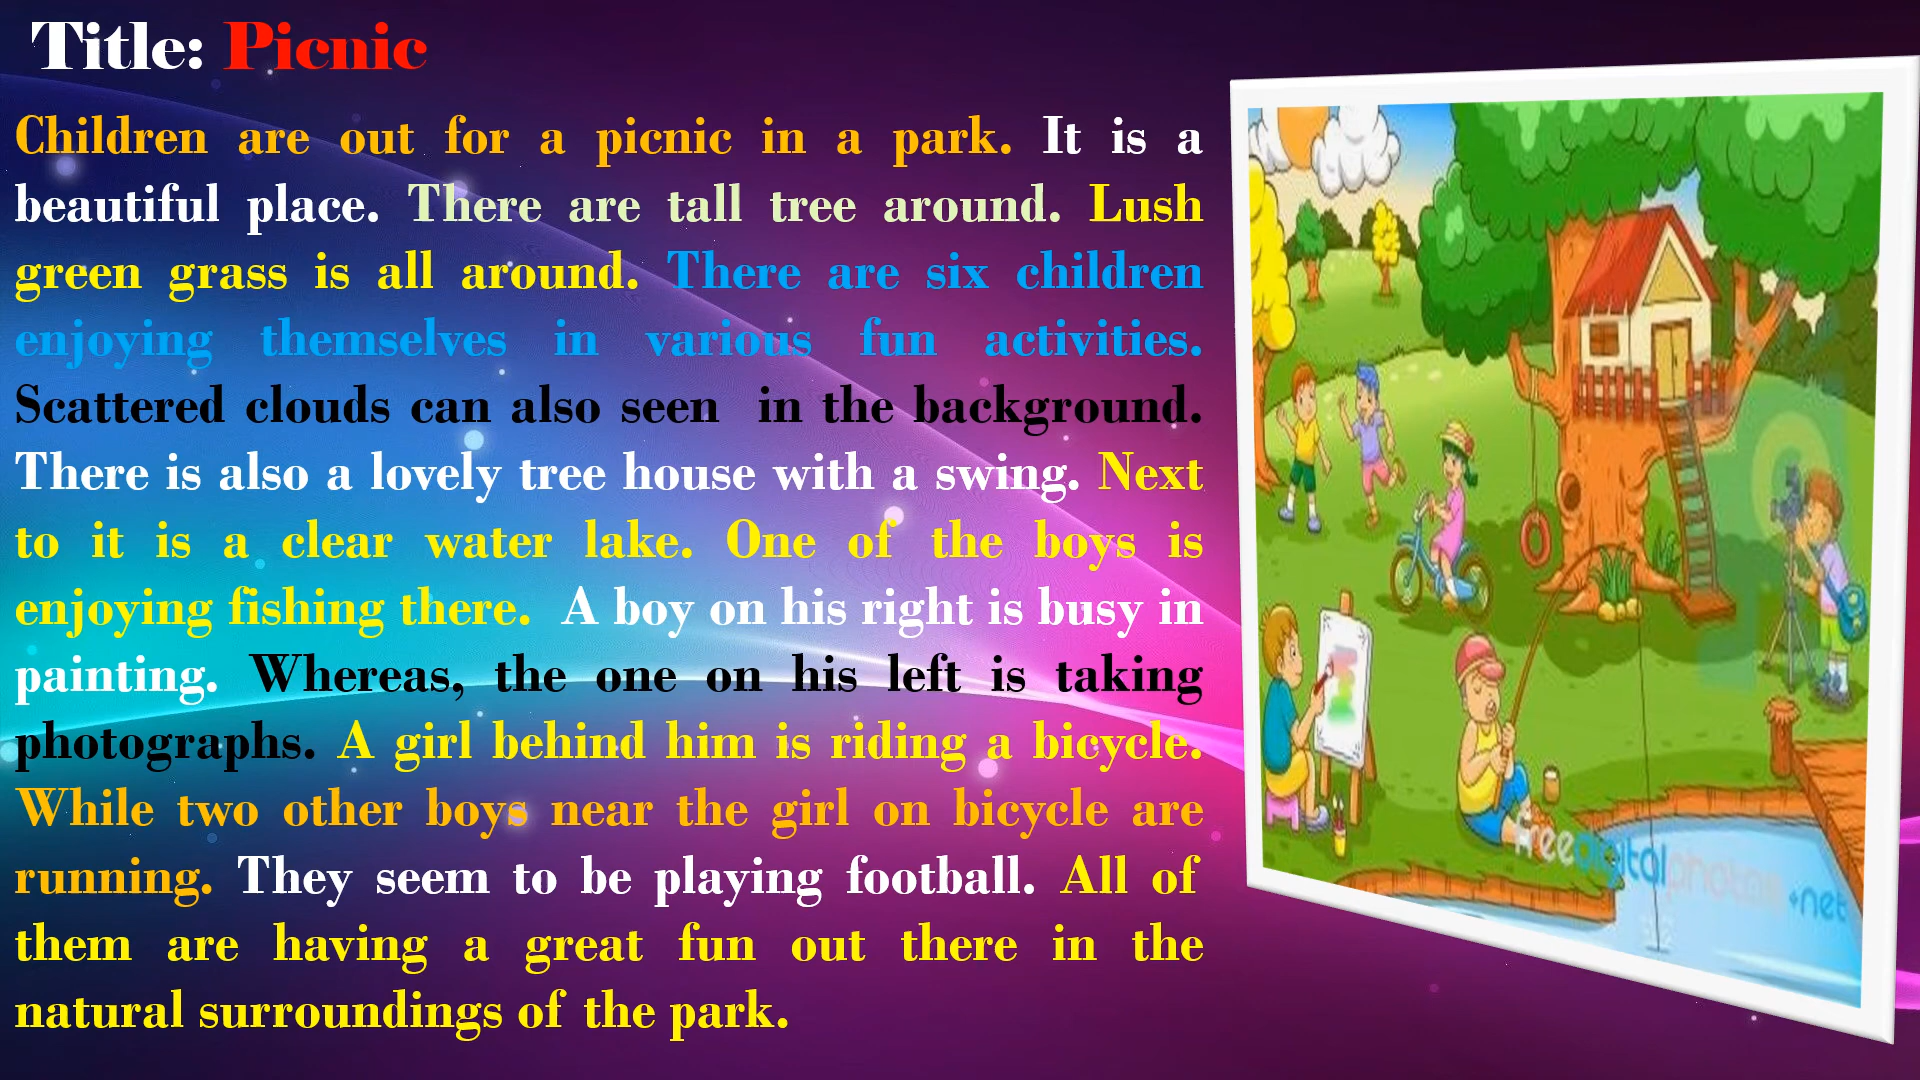 Title: Picnic
Children are out for a picnic in a park. It is a
beautiful place. There are tall tree around. Lush
green grass is all around. There are six children
enjoying themselves in various fun activities.
Scattered clouds can also seen in the background.
There is also a lovely tree house with a swing. Next
to it is a clear water lake. One of the boys is
enjoying fishing there. A boy on his right is busy in
painting. Whereas, the one on his left is taking
photographs. A girl behind him is riding a bicycle.
While two other boys near the girl on bicycle are
running. They seem to be playing football. All of
them are having a great fun out there in the
natural surroundings of the park.
freedigitalphotos.net